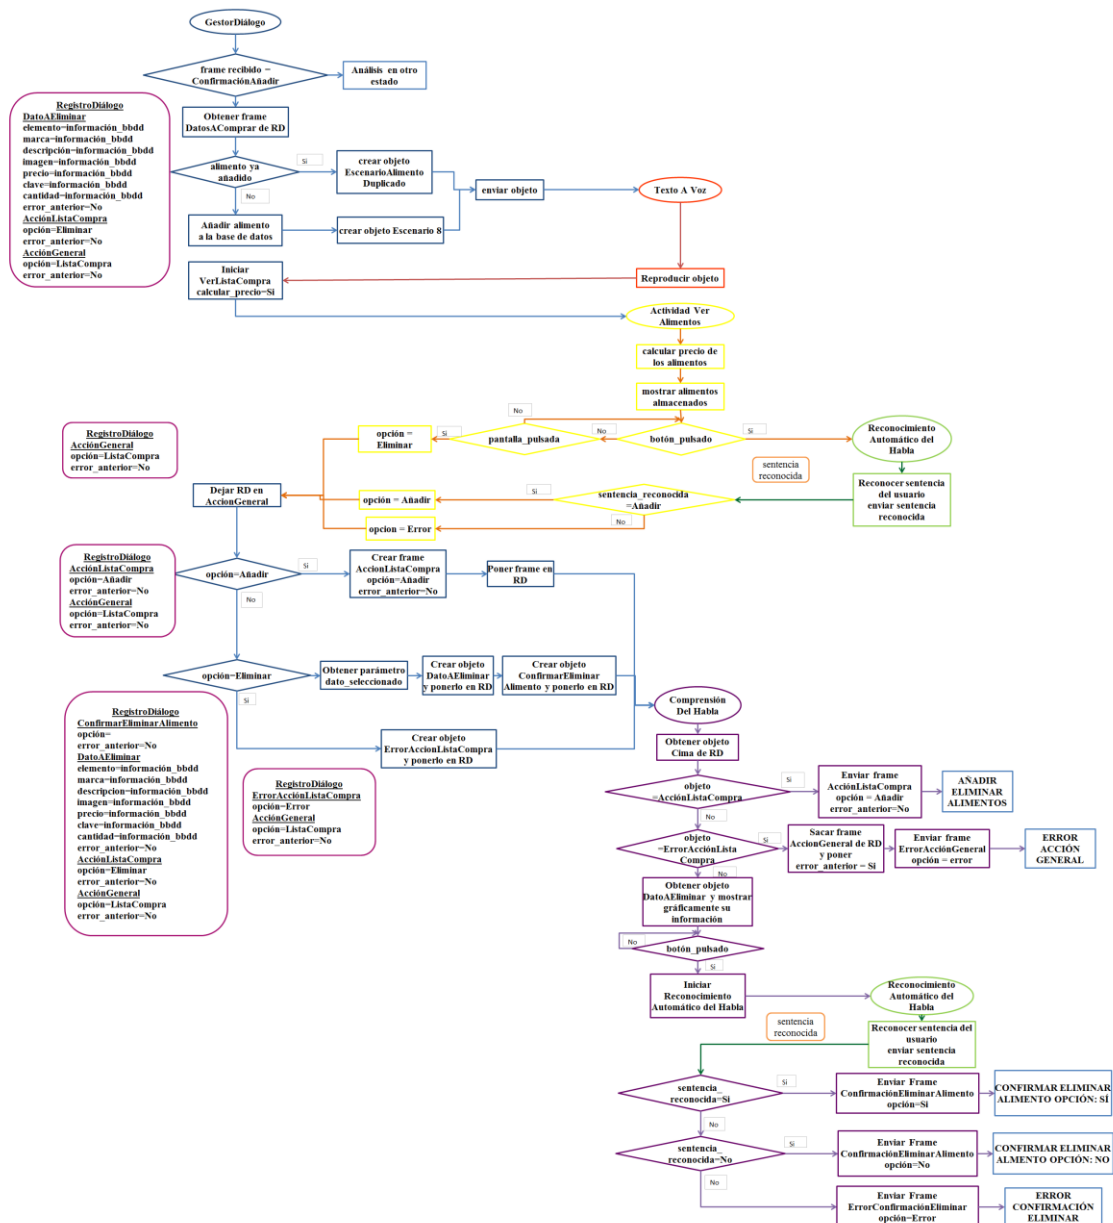 GestorDiálogo
frame recibido =
ConfirmaciónAñadir
Análisis en otro
estado
RegistroDiálogo
DatoAEliminar
elemento=información_bbdd
marca=información_bbdd
descripción=información_bbdd
imagen=información_bbdd
precio=información_bbdd
clave=información_bbdd
cantidad=información_bbdd
error_anterior=No
AcciónListaCompra
opción=Eliminar
error_anterior=No
AcciónGeneral
opción=ListaCompra
error_anterior=No
Obtener frame
DatosAComprar de RD
alimento ya
añadido
Si
No
crear objeto
EscenarioAlimento
Duplicado
enviar objeto
Texto A Voz
Añadir alimento
a la base de datos
crear objeto Escenario 8
Iniciar
VerListaCompra
calcular_precio=Si
Reproducir objeto
Actividad Ver
Alimentos
calcular precio de
los alimentos
mostrar alimentos
almacenados
No
RegistroDiálogo
AcciónGeneral
opción=ListaCompra
error_anterior=No
opción =
Eliminar
Si
pantalla_pulsada
No
botón_pulsado
Si
Reconocimiento
Automático del
Habla
sentencia
reconocida
Reconocer sentencia
del usuario
enviar sentencia
reconocida
Dejar RD en
AccionGeneral
opción = Añadir
Si
sentencia_reconocida
=Añadir
No
opcion = Error
RegistroDiálogo
AcciónListaCompra
opción=Añadir
error_anterior=No
AcciónGeneral
opción=ListaCompra
error_anterior=No
opción=Añadir
Si
No
Crear frame
AccionListaCompra
opción=Añadir
error_anterior=No
Poner frame en
RD
opción=Eliminar
Si
Obtener parámetro
dato_seleccionado
Crear objeto
DatoAEliminar
y ponerlo en RD
Crear objeto
ConfirmarEliminar
Alimento y ponerlo en RD
Comprensión
Del Habla
RegistroDiálogo
ConfirmarEliminarAlimento
opción=
error_anterior=No
DatoAEliminar
elemento=información_bbdd
marca=información_bbdd
descripcion=información_bbdd
imagen=información_bbdd
precio=información_bbdd
clave=información_bbdd
cantidad=información_bbdd
error_anterior=No
AcciónListaCompra
opción=Eliminar
error_anterior=No
AcciónGeneral
opción=ListaCompra
error_anterior=No
Crear objeto
ErrorAccionListaCompra
y ponerlo en RD
RegistroDiálogo
ErrorAcciónListaCompra
opción=Error
AcciónGeneral
opción=ListaCompra
error_anterior=No
Obtener objeto
Cima de RD
objeto
=AcciónListaCompra
Si
No
Enviar frame
AcciónListaCompra
opción = Añadir
error_anterior=No
AÑADIR
ELIMINAR
ALIMENTOS
objeto
=ErrorAcciónLista
Compra
Si
No
Sacar frame
AccionGeneral de RD
y poner
error_anterior = Si
Enviar frame
ErrorAcciónGeneral
opción = error
ERROR
ACCIÓN
GENERAL
Obtener objeto
DatoAEliminar y mostrar
gráficamente su
información
No
botón_pulsado
Si
Iniciar
Reconocimiento
Automático del Habla
Reconocimiento
Automático del
Habla
sentencia
reconocida
Reconocer sentencia del
usuario
enviar sentencia
reconocida
sentencia_
reconocida=Si
Si
No
Enviar Frame
ConfirmaciónEliminarAlimento
opción=Si
CONFIRMAR ELIMINAR
ALIMENTO OPCIÓN: SÍ
sentencia_
reconocida=No
Si
No
Enviar Frame
ConfirmaciónEliminarAlimento
opción=No
CONFIRMAR ELIMINAR
ALMENTO OPCIÓN: NO
Enviar Frame
ErrorConfirmaciónEliminar
opción=Error
ERROR
CONFIRMACIÓN
ELIMINAR